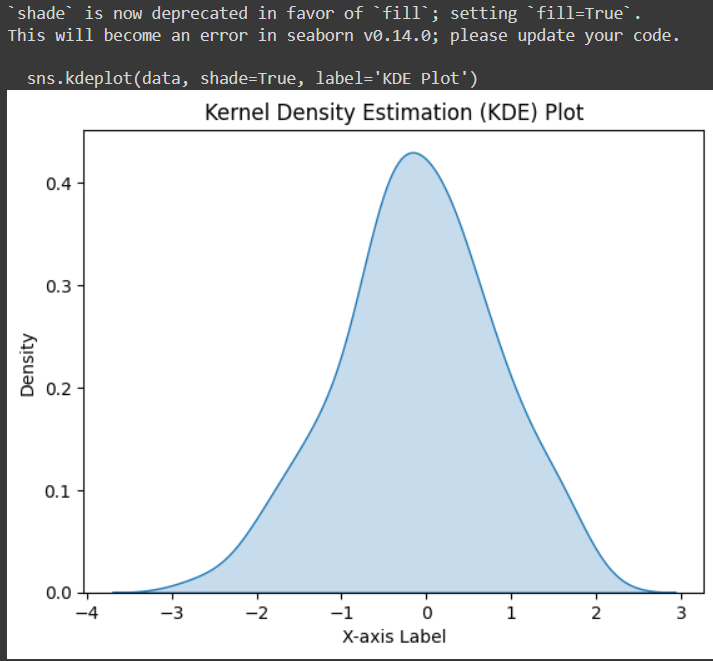 `shade` is now deprecated in favor of `fill`; setting `fill=True`.
This will become an error in seaborn v0.14.0; please update your code.
sns.kdeplot(data, shade=True, label='KDE Plot')
Kernel Density Estimation (KDE) Plot
Density
0.4
0.3
0.2
0.1
0.0
−4 −3 −2 −1 0 1 2 3
X-axis Label